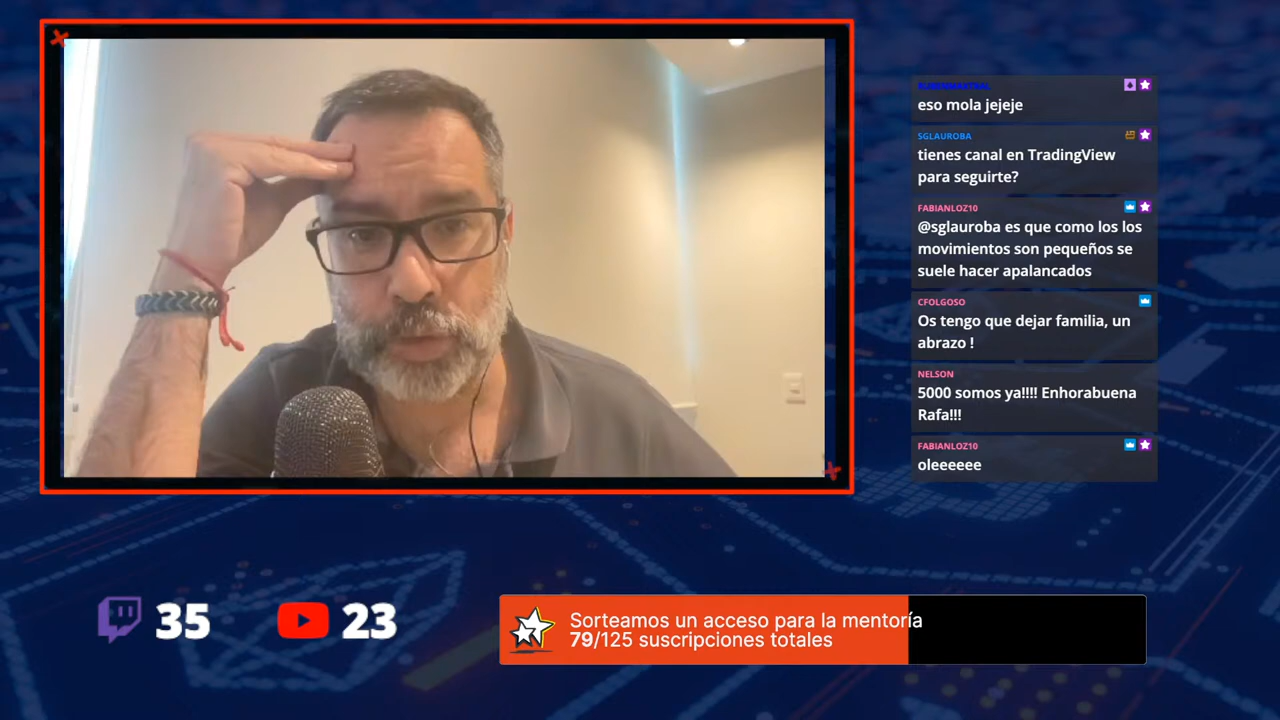 eso mola jejeje
SGLAUROBA
tienes canal en TradingView
para seguirte?
FABIANLOZ10
@sglauroba es que como los los
movimientos son pequeños se
suele hacer apalancados
CFOLGOSO
Os tengo que dejar familia, un
abrazo !
NELSON
5000 somos ya!!!! Enhorabuena
Rafa!!!
FABIANLOZ10
oleeeeee
35
23
Sorteamos un acceso para la mentoría
79/125 suscripciones totales